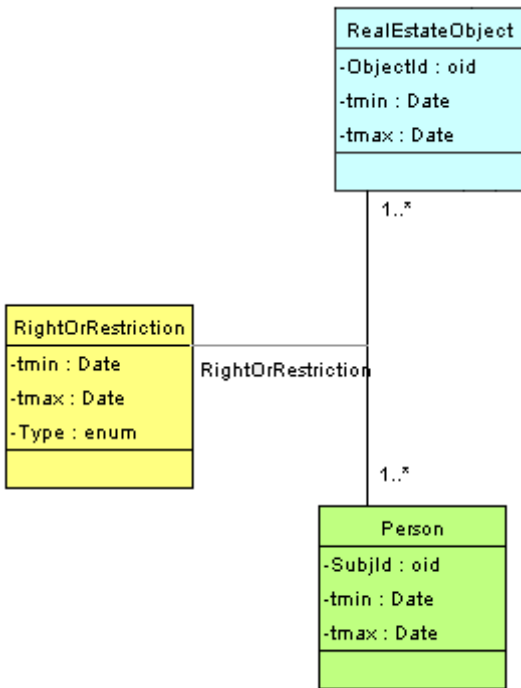 RealEstateObject
-ObjectId : oid
-tmin : Date
-tmax : Date
1..*
RightOrRestriction
-tmin : Date
-tmax : Date
-Type : enum
RightOrRestriction
1..*
Person
-SubjId : oid
-tmin : Date
-tmax : Date